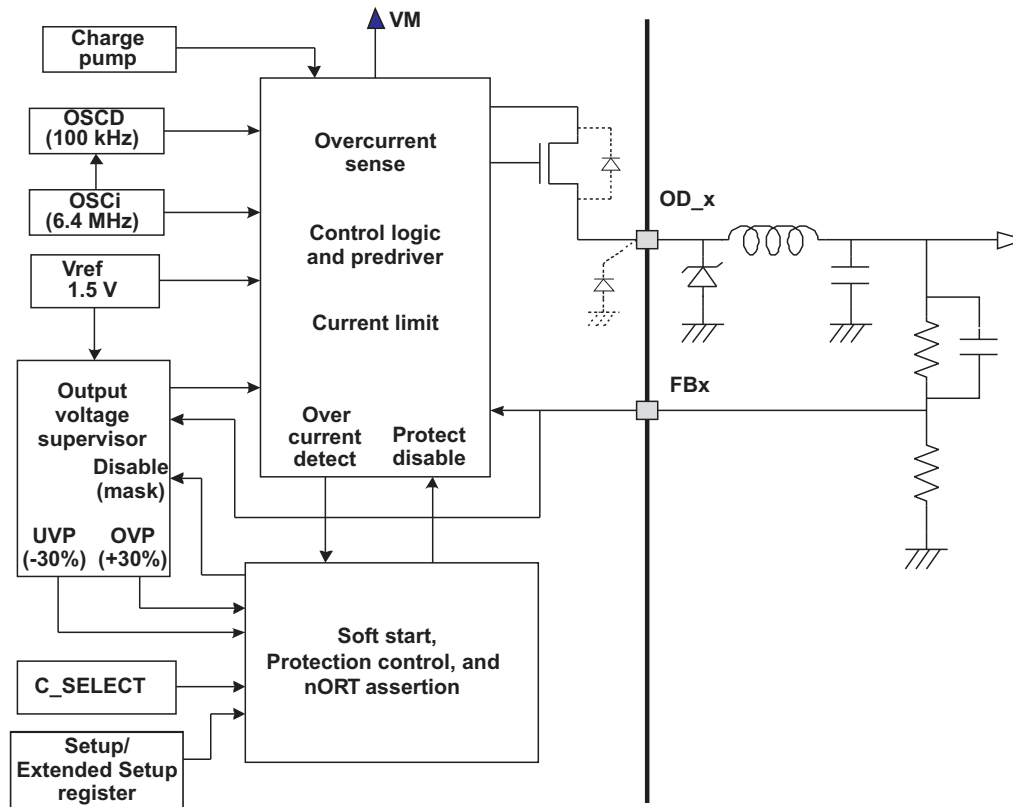 VM
Charge
pump
OSCD
(100 kHz)
OSCi
(6.4 MHz)
Vref
1.5 V
Overcurrent
sense
Control logic
and predriver
Current limit
Over
current
detect
Protect
disable
Output
voltage
supervisor
Disable
(mask)
UVP
(-30%)
OVP
(+30%)
Soft start,
Protection control, and
nORT assertion
C_SELECT
Setup/
Extended Setup
register
OD_x
FBx